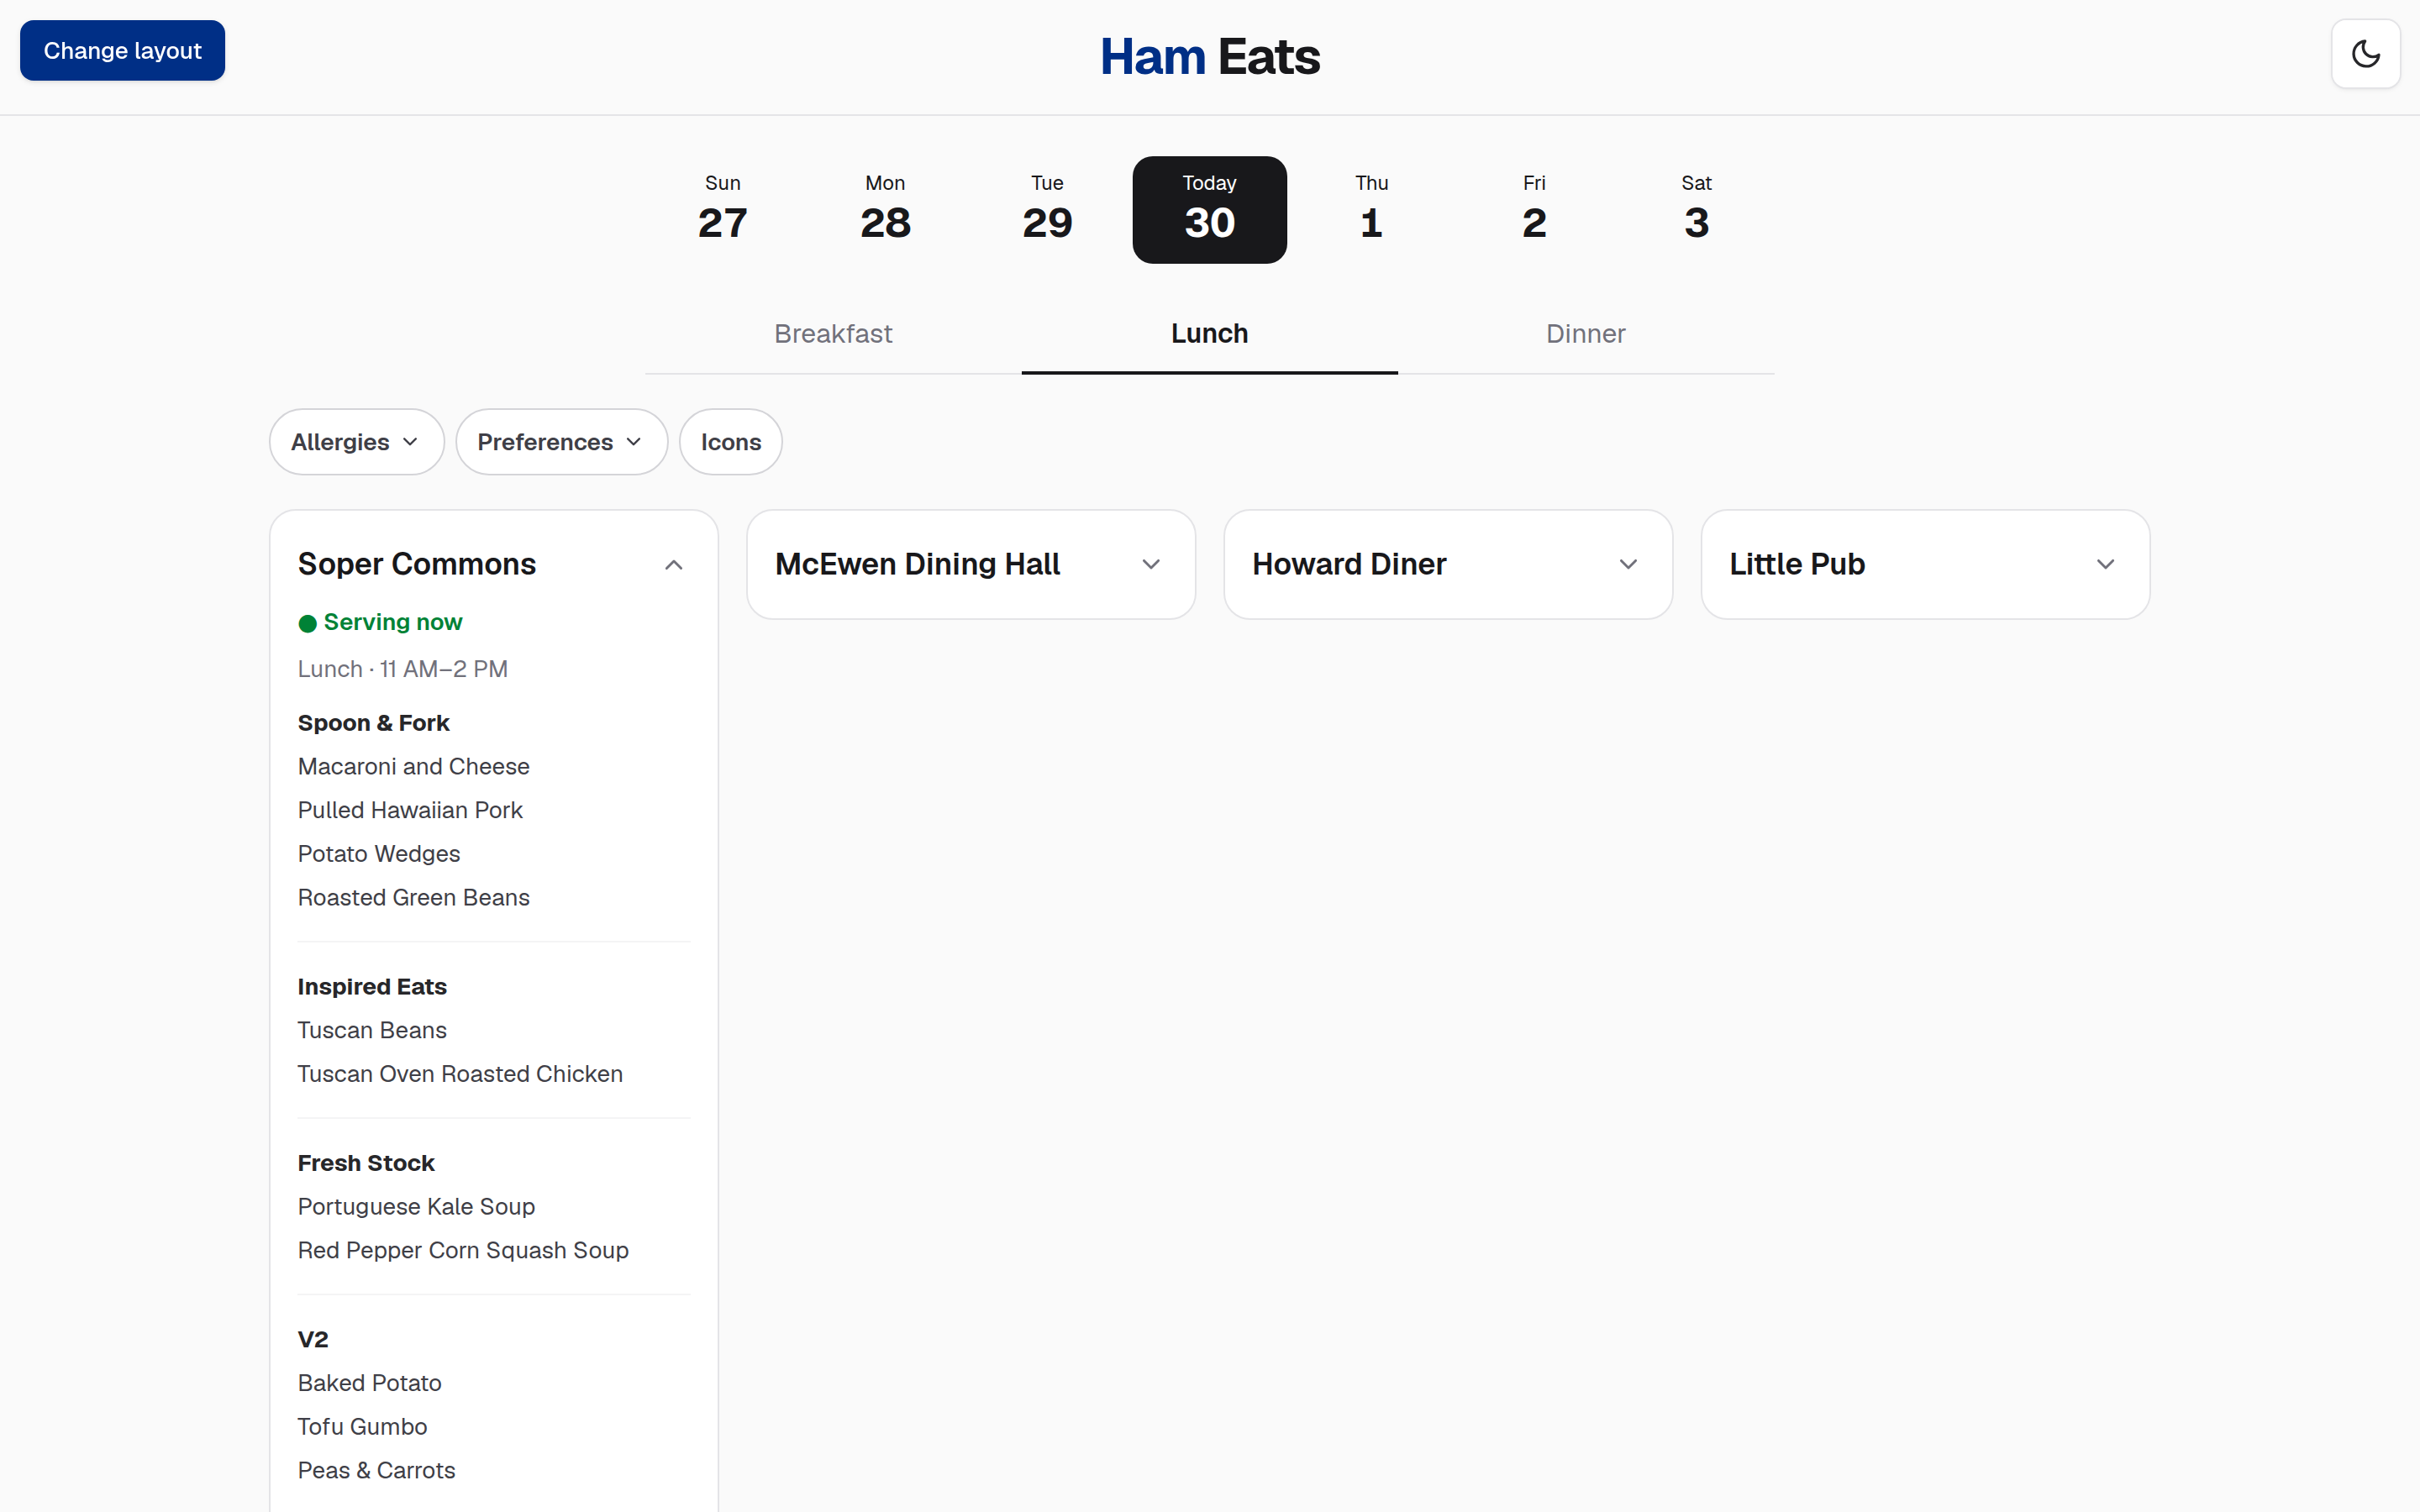 Change layout
Ham Eats
Sun Mon Tue Today Thu Fri Sat
27 28 29 30 1 2 3
Breakfast Lunch Dinner
Allergies Preferences Icons
Soper Commons
Serving now
Lunch · 11 AM–2 PM
Spoon & Fork
Macaroni and Cheese
Pulled Hawaiian Pork
Potato Wedges
Roasted Green Beans
Inspired Eats
Tuscan Beans
Tuscan Oven Roasted Chicken
Fresh Stock
Portuguese Kale Soup
Red Pepper Corn Squash Soup
V2
Baked Potato
Tofu Gumbo
Peas & Carrots
McEwen Dining Hall
Howard Diner
Little Pub